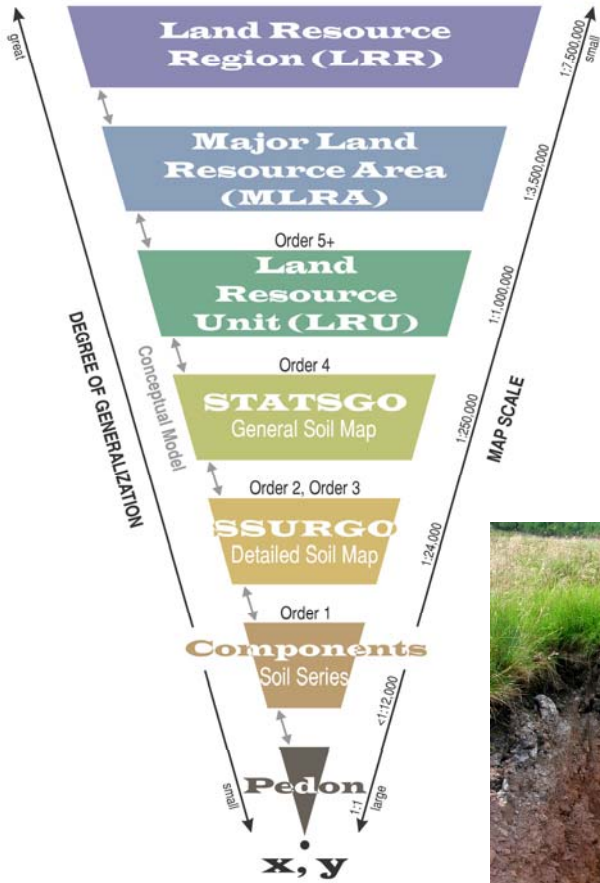 great
small
Land Resource
Region (LRR)
1:7.500.000
Major Land
Resource Area
(MLRA)
1:3.500.000
Order 5+
Land
Resource
Unit (LRU)
1:1.000.000
DEGREE OF GENERALIZATION
Conceptual Model
MAP SCALE
Order 4
STATSGO
General Soil Map
1:250.000
Order 2, Order 3
SSURGO
Detailed Soil Map
1:24.000
Order 1
Components
Soil Series
<1:12.000
Pedon
small
1:1
large
x, y